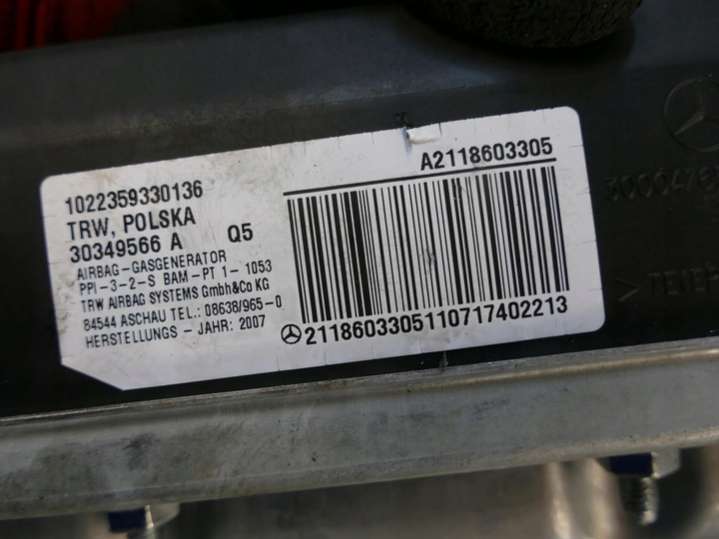 1022359330136
TRW, POLSKA
30349566 A Q5
AIRBAG-GASGENERATOR
PPI-3-2-S BAM-PT 1-1053
TRW AIRBAG SYSTEMS GmbH&Co KG
84544 ASCHAU TEL.: 08638/965-0
HERSTELLUNGS - JAHR: 2007
A2118603305
2118603305110717402213